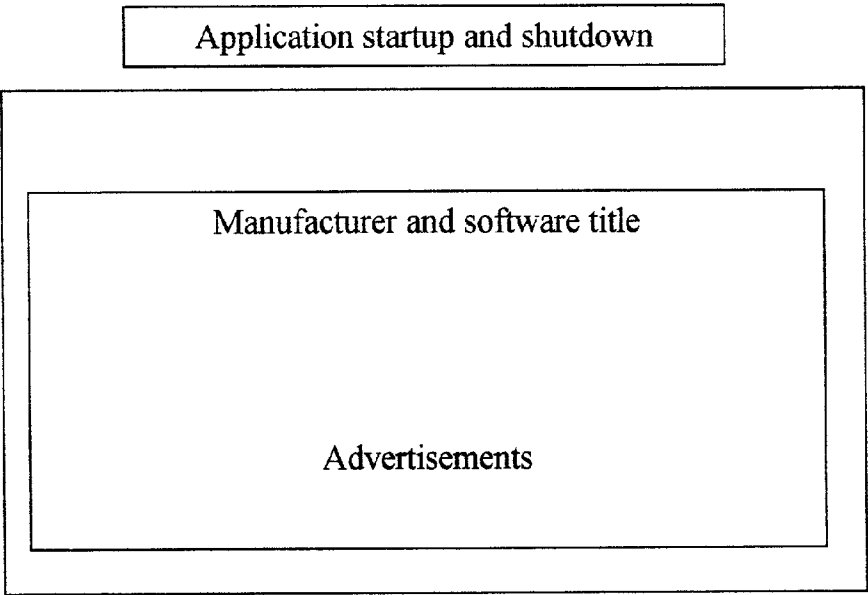 Application startup and shutdown
Manufacturer and software title
Advertisements